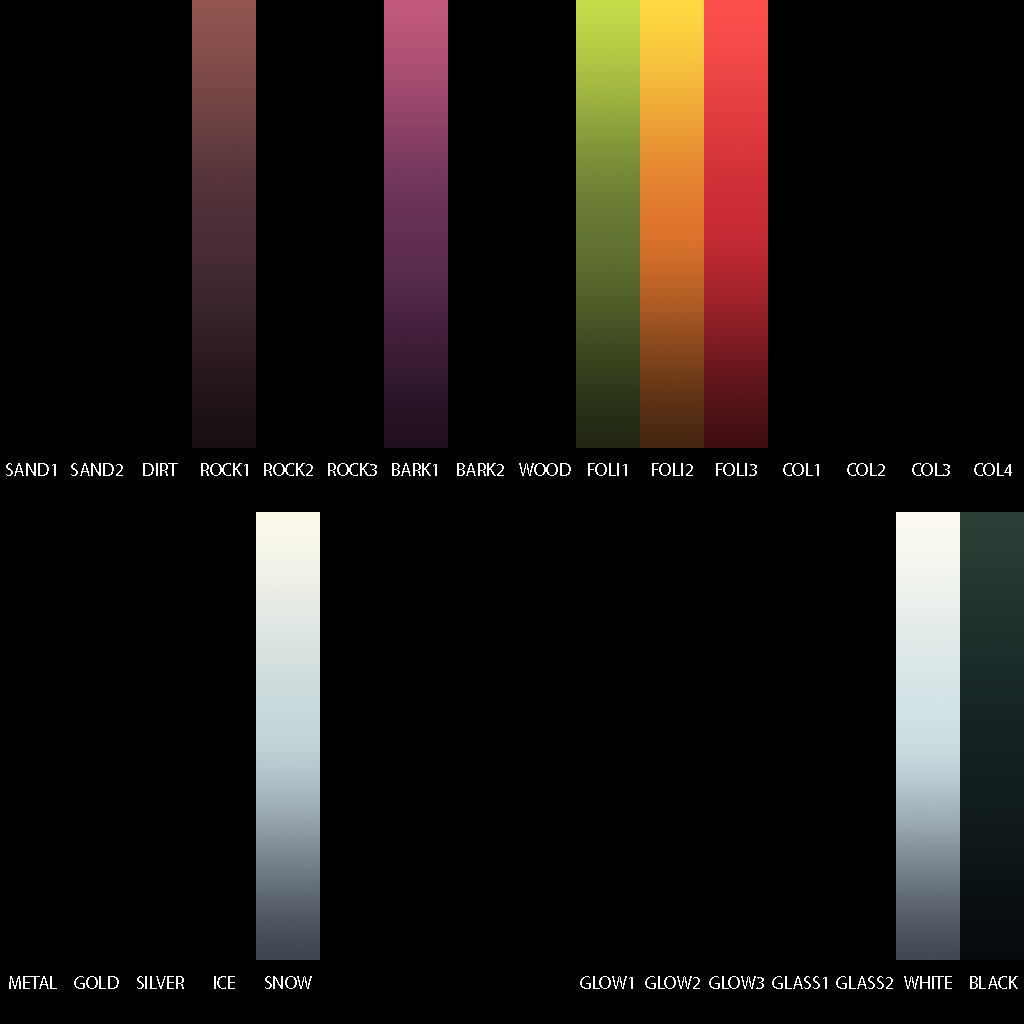 SAND1 SAND2 DIRT ROCK1 ROCK2 ROCK3 BARK1 BARK2 WOOD FOLI1 FOLI2 FOLI3 COL1 COL2 COL3 COL4
METAL GOLD SILVER ICE SNOW GLOW1 GLOW2 GLOW3 GLASS1 GLASS2 WHITE BLACK